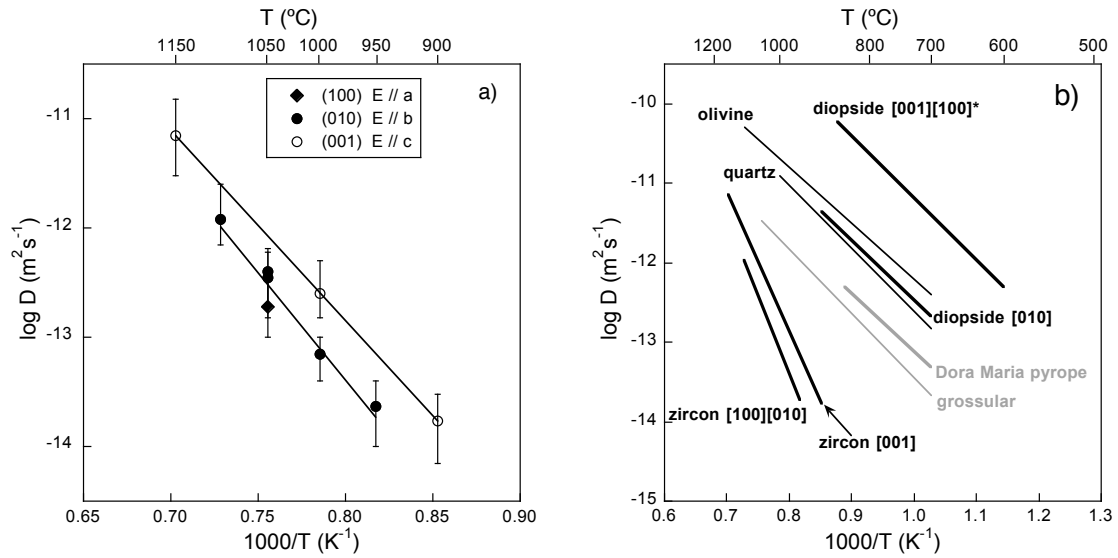 T (ºC)
1150 1050 1000 950 900
a)
(100) E // a
(010) E // b
(001) E // c
-11
-12
-13
-14
log D (m²s⁻¹)
0.65 0.70 0.75 0.80 0.85 0.90
1000/T (K⁻¹)
T (ºC)
1200 1000 800 700 600 500
b)
-10
-11
-12
-13
-14
-15
log D (m²s⁻¹)
diopside [001][100]*
olivine
quartz
diopside [010]
Dora Maria pyrope
grossular
zircon [100][010]
zircon [001]
0.6 0.7 0.8 0.9 1.0 1.1 1.2 1.3
1000/T (K⁻¹)